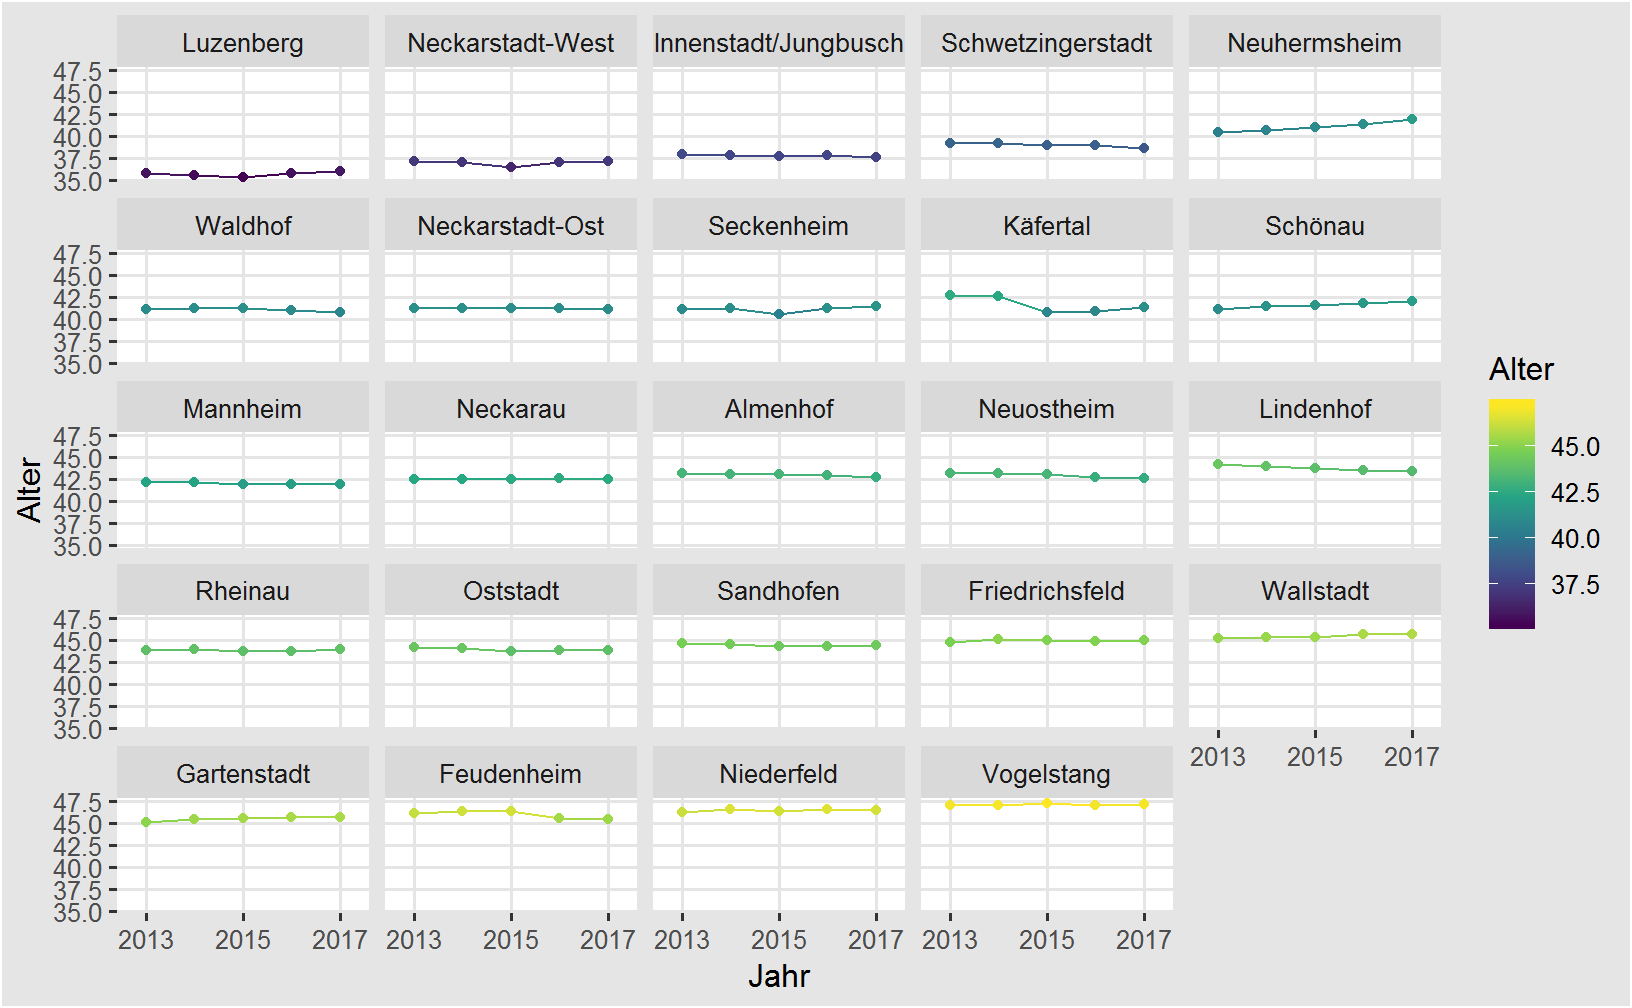 Luzenberg
Neckarstadt-West
Innenstadt/Jungbusch
Schwetzingerstadt
Neuhermsheim
47.5
45.0
42.5
40.0
37.5
35.0
Waldhof
Neckarstadt-Ost
Seckenheim
Käfertal
Schönau
47.5
45.0
42.5
40.0
37.5
35.0
Mannheim
Neckarau
Almenhof
Neuostheim
Lindenhof
47.5
45.0
42.5
40.0
37.5
35.0
Rheinau
Oststadt
Sandhofen
Friedrichsfeld
Wallstadt
47.5
45.0
42.5
40.0
37.5
35.0
2013 2015 2017
Gartenstadt
Feudenheim
Niederfeld
Vogelstang
47.5
45.0
42.5
40.0
37.5
35.0
2013 2015 2017
2013 2015 2017
2013 2015 2017
2013 2015 2017
Jahr
Alter
Alter
45.0
42.5
40.0
37.5